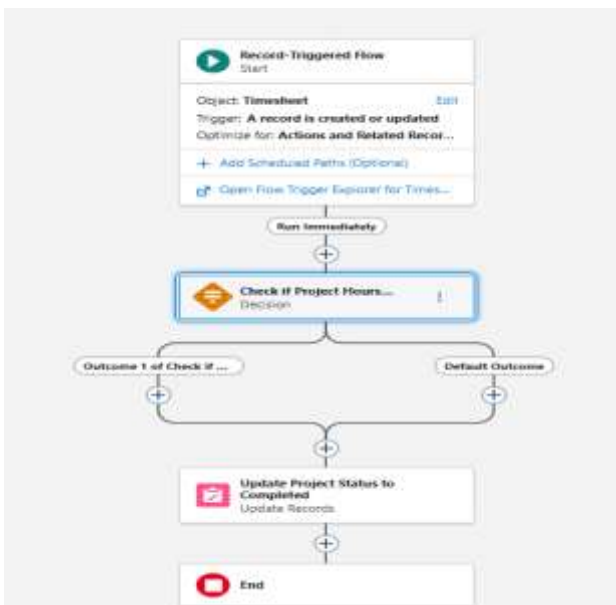 Record-Triggered Flow
Start
Object: Timesheet
Edit
Trigger: A record is created or updated
Optimize for: Actions and Related Recor...
+ Add Scheduled Paths (Optional)
Open Flow Trigger Explorer for Times...
Run Immediately
Check if Project Hours...
Decision
Outcome 1 of Check if ...
Default Outcome
Update Project Status to
Completed
Update Records
End